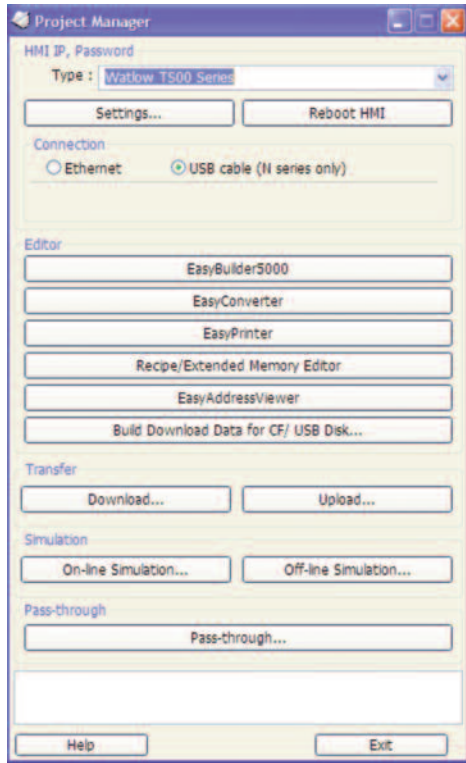 Project Manager
HMI IP, Password
Type : Watlow TS00 Series
Settings... Reboot HMI
Connection
Ethernet USB cable (N series only)
Editor
EasyBuilder5000
EasyConverter
EasyPrinter
Recipe/Extended Memory Editor
EasyAddressViewer
Build Download Data for CF/ USB Disk...
Transfer
Download... Upload...
Simulation
On-line Simulation... Off-line Simulation...
Pass-through
Pass-through...
Help Exit